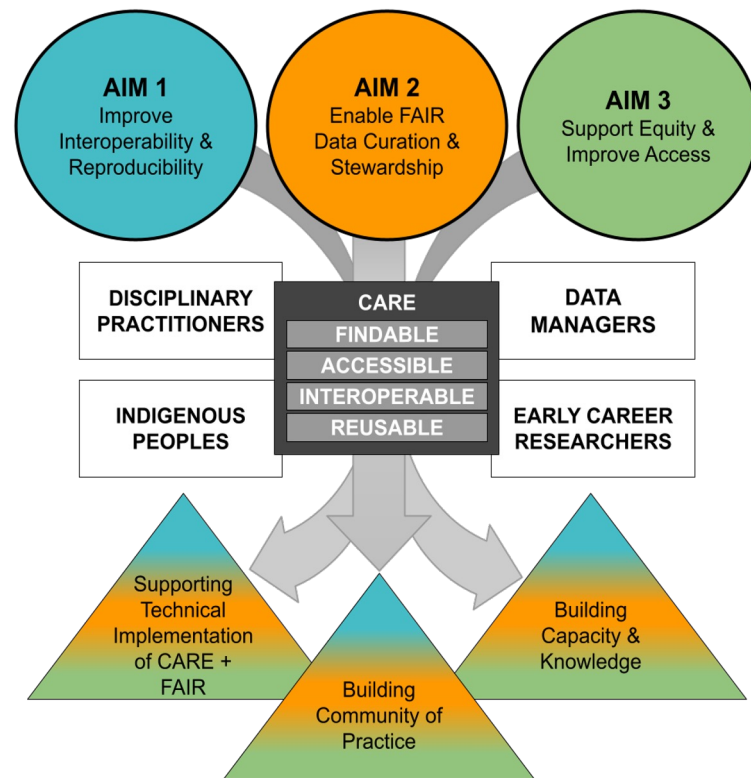 AIM 1
Improve
Interoperability &
Reproducibility
AIM 2
Enable FAIR
Data Curation &
Stewardship
AIM 3
Support Equity &
Improve Access
DISCIPLINARY
PRACTITIONERS
CARE
FINDABLE
ACCESSIBLE
INTEROPERABLE
REUSABLE
DATA
MANAGERS
INDIGENOUS
PEOPLES
EARLY CAREER
RESEARCHERS
Supporting
Technical
Implementation
of CARE +
FAIR
Building
Community of
Practice
Building
Capacity &
Knowledge